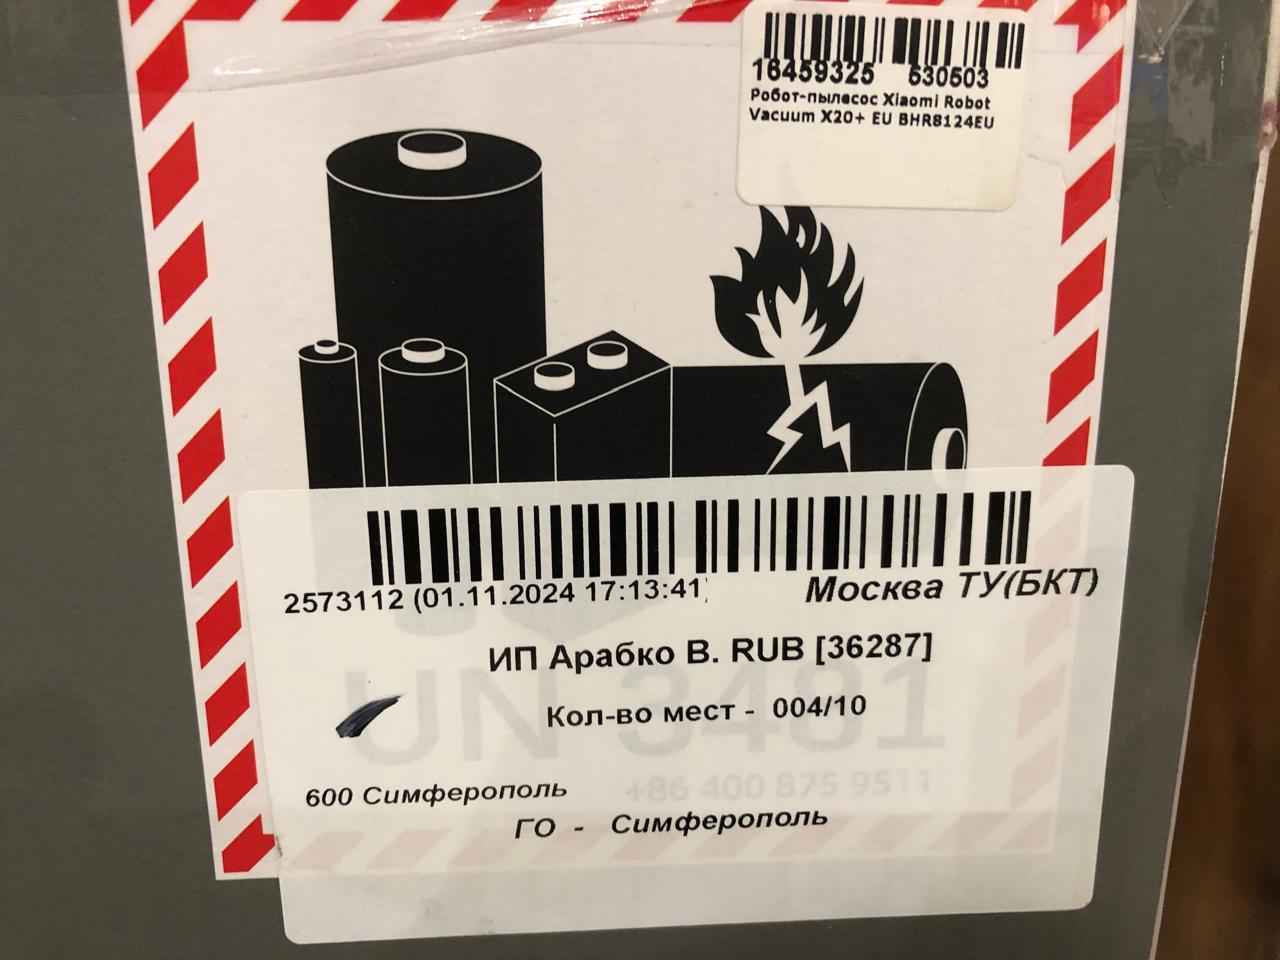 16459325 530503
Робот-пылесос Xiaomi Robot
Vacuum X20+ EU BHR8124EU
2573112 (01.11.2024 17:13:41)
Москва ТУ(БКТ)
ИП Арабко В. RUB [36287]
Кол-во мест - 004/10
UN 3481
+86 400 875 9511
600 Симферополь
ГО - Симферополь